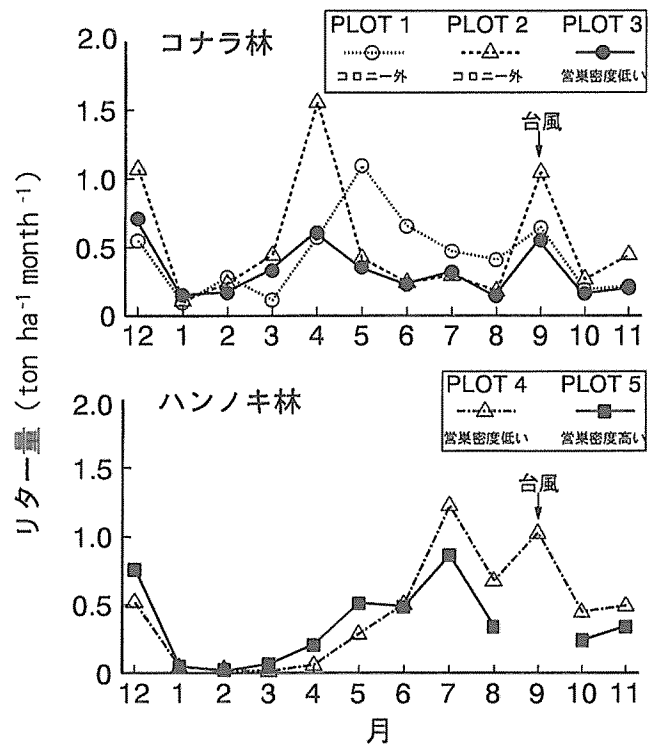 コナラ林
PLOT 1 PLOT 2 PLOT 3
コロニー外 コロニー外 営巣密度低い
台風
2.0
1.5
1.0
0.5
0
12 1 2 3 4 5 6 7 8 9 10 11
ハンノキ林
PLOT 4 PLOT 5
営巣密度低い 営巣密度高い
台風
2.0
1.5
1.0
0.5
0
12 1 2 3 4 5 6 7 8 9 10 11
月
リター量 (ton ha⁻¹ month⁻¹)